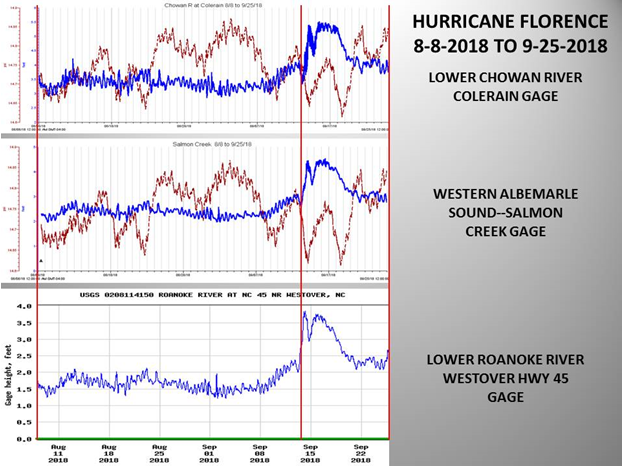 Chowan R at Colerain 8/8 to 9/25/18
HURRICANE FLORENCE
8-8-2018 TO 9-25-2018
LOWER CHOWAN RIVER
COLERAIN GAGE
Salmon Creek 8/8 to 9/25/18
WESTERN ALBEMARLE
SOUND--SALMON
CREEK GAGE
USGS 0208114150 ROANOKE RIVER AT NC 45 NR WESTOVER, NC
Gage height, feet
4.0
3.5
3.0
2.5
2.0
1.5
1.0
0.5
0.0
Aug Aug Aug Sep Sep Sep Sep
11 18 25 01 08 15 22
2018 2018 2018 2018 2018 2018 2018
LOWER ROANOKE RIVER
WESTOVER HWY 45
GAGE